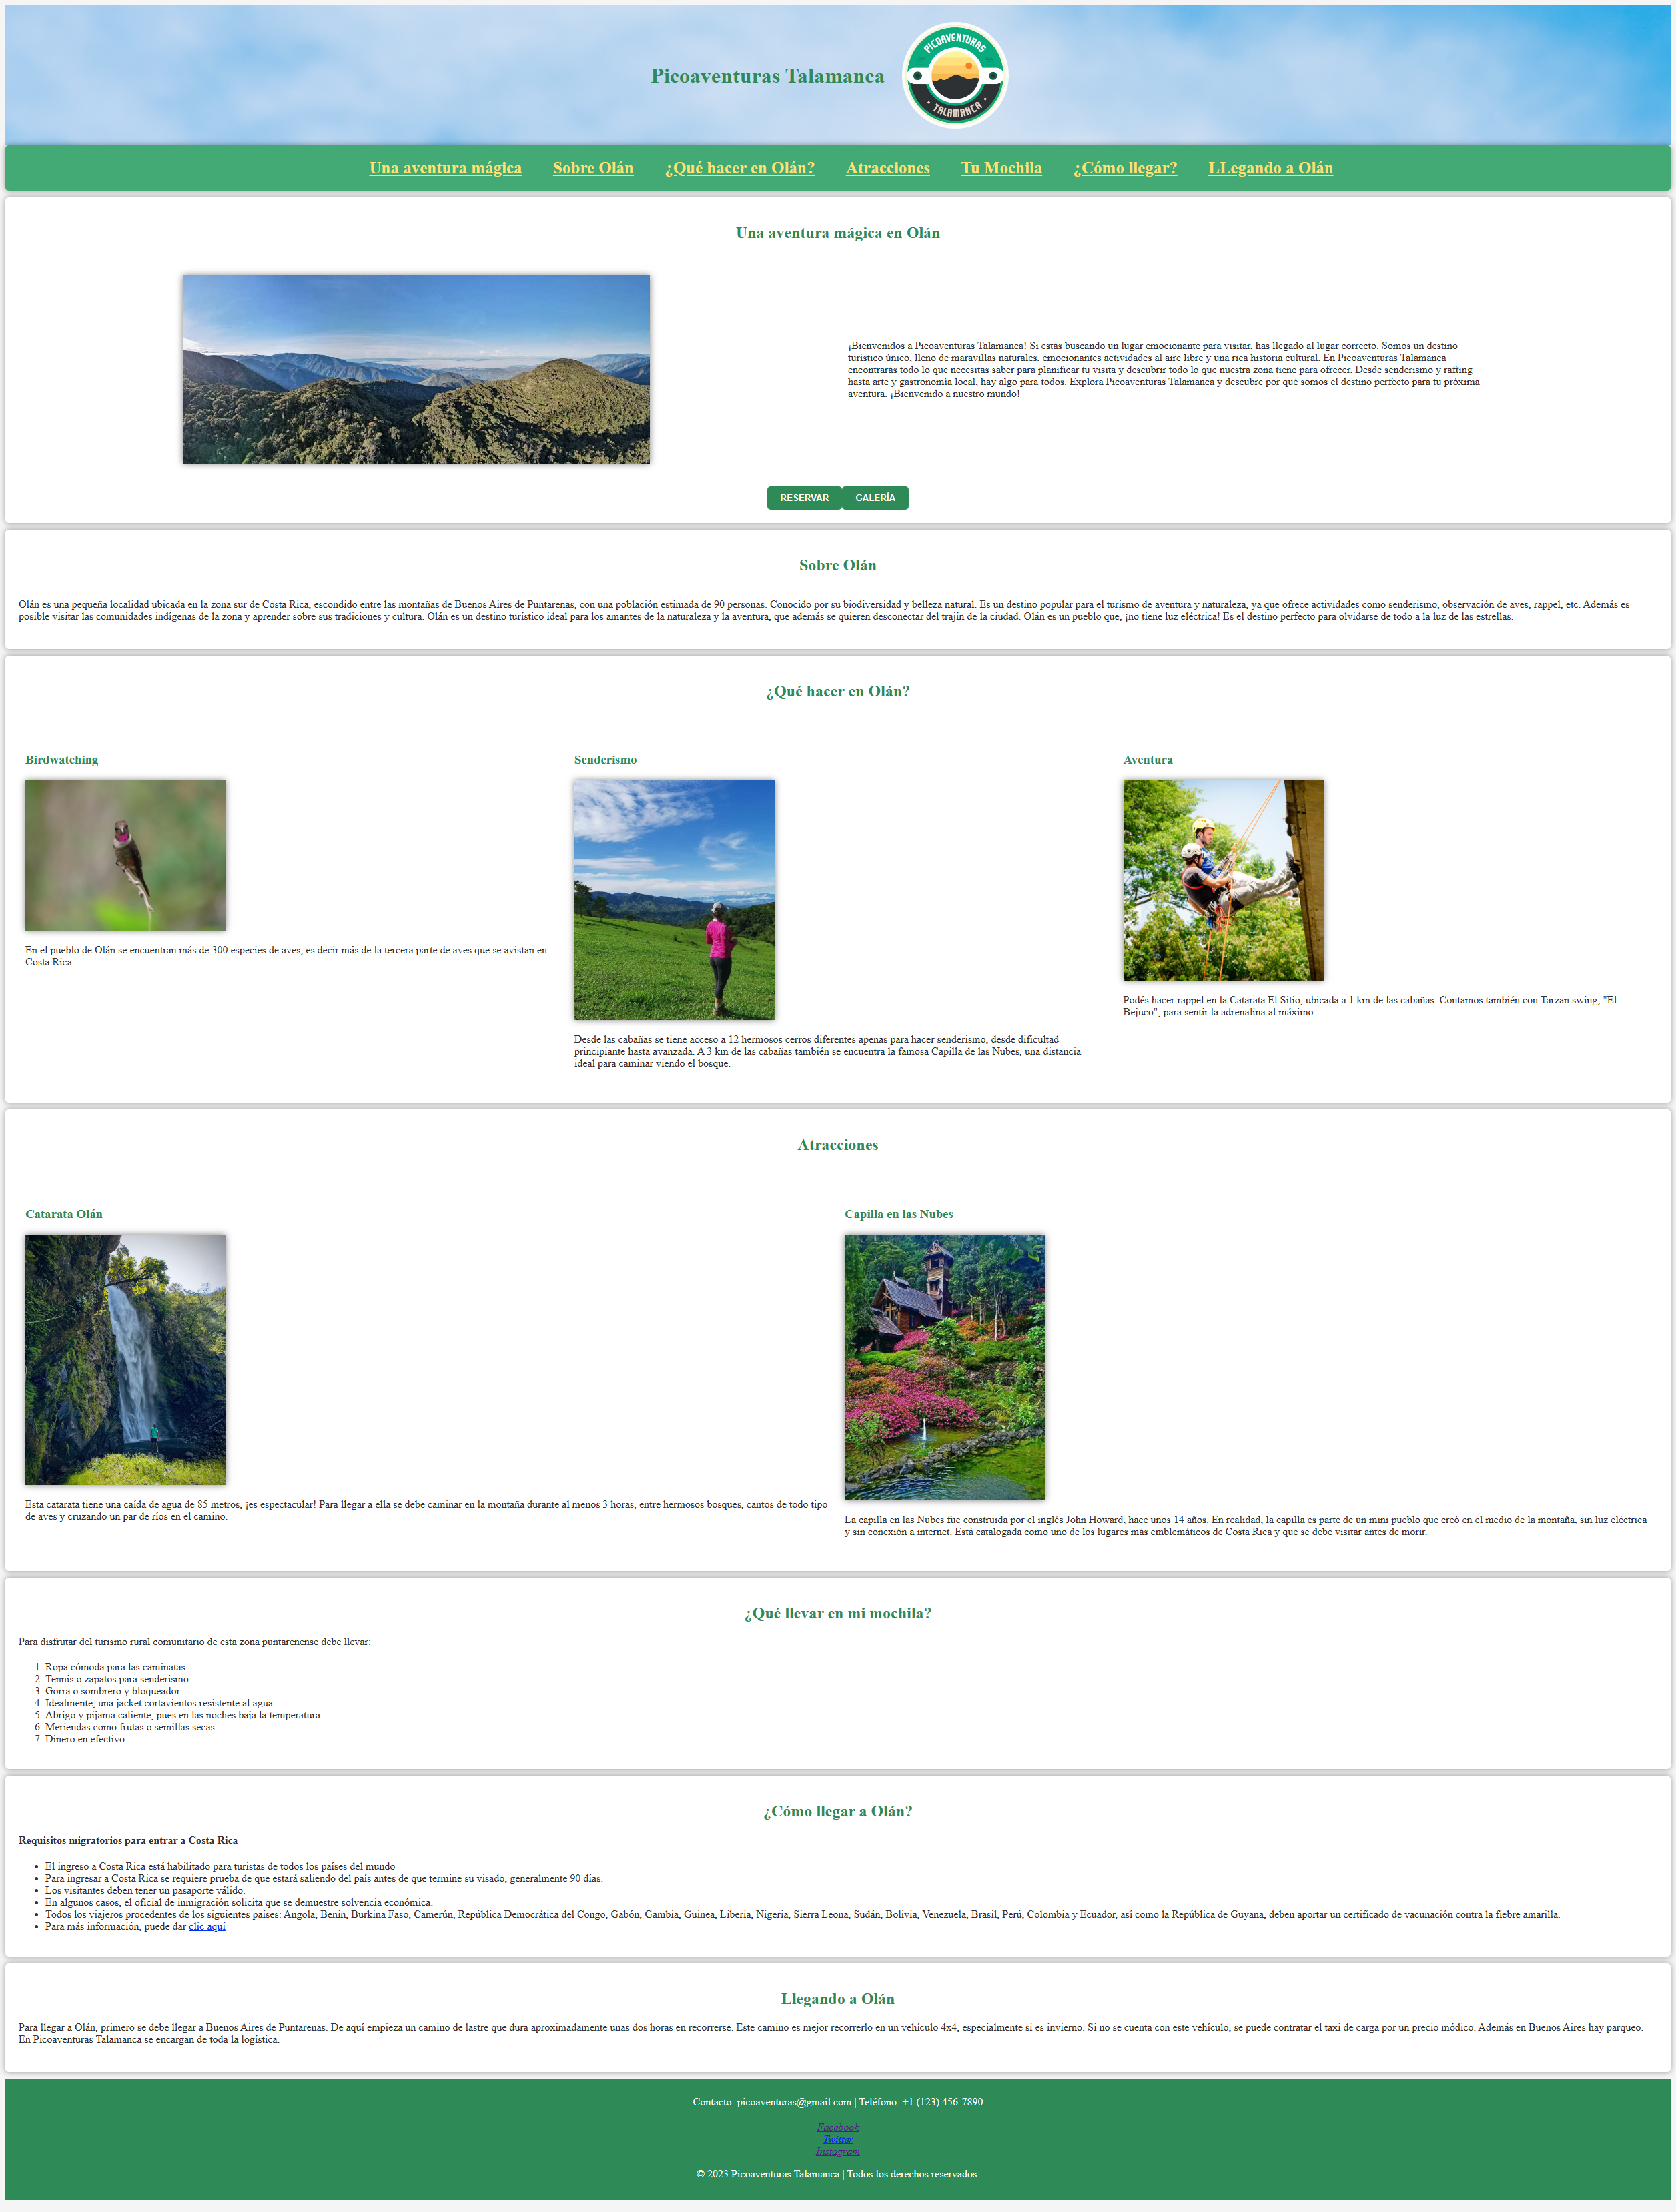 Picoaventuras Talamanca
PICOAVENTURAS
TALAMANCA
Una aventura mágica Sobre Olán ¿Qué hacer en Olán? Atracciones Tu Mochila ¿Cómo llegar? LLegando a Olán
Una aventura mágica en Olán
¡Bienvenidos a Picoaventuras Talamanca! Si estás buscando un lugar emocionante para visitar, has llegado al lugar correcto. Somos un destino
turístico único, lleno de maravillas naturales, emocionantes actividades al aire libre y una rica historia cultural. En Picoaventuras Talamanca
encontrarás todo lo que necesitas saber para planificar tu visita y descubrir todo lo que nuestra zona tiene para ofrecer. Desde senderismo y rafting
hasta arte y gastronomía local, hay algo para todos. Explora Picoaventuras Talamanca y descubre por qué somos el destino perfecto para tu próxima
aventura. ¡Bienvenido a nuestro mundo!
RESERVAR GALERÍA
Sobre Olán
Olán es una pequeña localidad ubicada en la zona sur de Costa Rica, escondido entre las montañas de Buenos Aires de Puntarenas, con una población estimada de 90 personas. Conocido por su biodiversidad y belleza natural. Es un destino popular para el turismo de aventura y naturaleza, ya que ofrece actividades como senderismo, observación de aves, rappel, etc. Además es
posible visitar las comunidades indígenas de la zona y aprender sobre sus tradiciones y cultura. Olán es un destino turístico ideal para los amantes de la naturaleza y la aventura, que además se quieren desconectar del trajín de la ciudad. Olán es un pueblo que, ¡no tiene luz eléctrica! Es el destino perfecto para olvidarse de todo a la luz de las estrellas.
¿Qué hacer en Olán?
Birdwatching
En el pueblo de Olán se encuentran más de 300 especies de aves, es decir más de la tercera parte de aves que se avistan en
Costa Rica.
Senderismo
Desde las cabañas se tiene acceso a 12 hermosos cerros diferentes apenas para hacer senderismo, desde dificultad
principiante hasta avanzada. A 3 km de las cabañas también se encuentra la famosa Capilla de las Nubes, una distancia
ideal para caminar viendo el bosque.
Aventura
Podés hacer rappel en la Catarata El Sitio, ubicada a 1 km de las cabañas. Contamos también con Tarzan swing, "El
Bejuco", para sentir la adrenalina al máximo.
Atracciones
Catarata Olán
Esta catarata tiene una caída de agua de 85 metros, ¡es espectacular! Para llegar a ella se debe caminar en la montaña durante al menos 3 horas, entre hermosos bosques, cantos de todo tipo
de aves y cruzando un par de ríos en el camino.
Capilla en las Nubes
La capilla en las Nubes fue construida por el inglés John Howard, hace unos 14 años. En realidad, la capilla es parte de un mini pueblo que creó en el medio de la montaña, sin luz eléctrica
y sin conexión a internet. Está catalogada como uno de los lugares más emblemáticos de Costa Rica y que se debe visitar antes de morir.
¿Qué llevar en mi mochila?
Para disfrutar del turismo rural comunitario de esta zona puntarenense debe llevar:
1. Ropa cómoda para las caminatas
2. Tennis o zapatos para senderismo
3. Gorra o sombrero y bloqueador
4. Idealmente, una jacket cortavientos resistente al agua
5. Abrigo y pijama caliente, pues en las noches baja la temperatura
6. Meriendas como frutas o semillas secas
7. Dinero en efectivo
¿Cómo llegar a Olán?
Requisitos migratorios para entrar a Costa Rica
• El ingreso a Costa Rica está habilitado para turistas de todos los países del mundo
• Para ingresar a Costa Rica se requiere prueba de que estará saliendo del país antes de que termine su visado, generalmente 90 días.
• Los visitantes deben tener un pasaporte válido.
• En algunos casos, el oficial de inmigración solicita que se demuestre solvencia económica.
• Todos los viajeros procedentes de los siguientes países: Angola, Benin, Burkina Faso, Camerún, República Democrática del Congo, Gabón, Gambia, Guinea, Liberia, Nigeria, Sierra Leona, Sudán, Bolivia, Venezuela, Brasil, Perú, Colombia y Ecuador, así como la República de Guyana, deben aportar un certificado de vacunación contra la fiebre amarilla.
• Para más información, puede dar clic aquí
Llegando a Olán
Para llegar a Olán, primero se debe llegar a Buenos Aires de Puntarenas. De aquí empieza un camino de lastre que dura aproximadamente unas dos horas en recorrerse. Este camino es mejor recorrerlo en un vehículo 4x4, especialmente si es invierno. Si no se cuenta con este vehículo, se puede contratar el taxi de carga por un precio módico. Además en Buenos Aires hay parqueo.
En Picoaventuras Talamanca se encargan de toda la logística.
Contacto: picoaventuras@gmail.com | Teléfono: +1 (123) 456-7890
Facebook
Twitter
Instagram
© 2023 Picoaventuras Talamanca | Todos los derechos reservados.